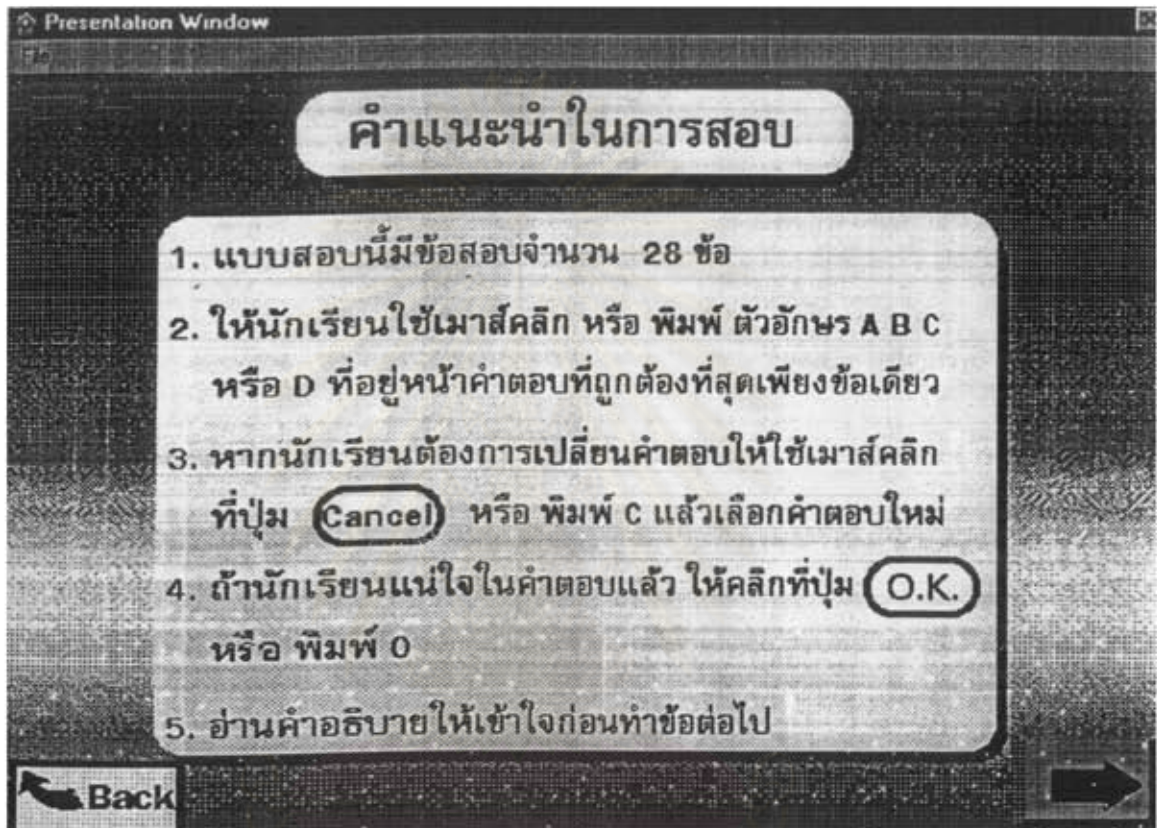 Presentation Window
File
คำแนะนำในการสอบ
1. แบบสอบนี้มีข้อสอบจำนวน 28 ข้อ
2. ให้นักเรียนใช้เมาส์คลิก หรือ พิมพ์ ตัวอักษร A B C
หรือ D ที่อยู่หน้าคำตอบที่ถูกต้องที่สุดเพียงข้อเดียว
3. หากนักเรียนต้องการเปลี่ยนคำตอบให้ใช้เมาส์คลิก
ที่ปุ่ม Cancel หรือ พิมพ์ C แล้วเลือกคำตอบใหม่
4. ถ้านักเรียนแน่ใจในคำตอบแล้ว ให้คลิกที่ปุ่ม O.K.
หรือ พิมพ์ O
5. อ่านคำอธิบายให้เข้าใจก่อนทำข้อต่อไป
Back